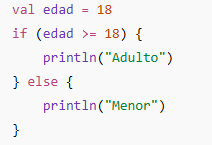 val edad = 18
if (edad >= 18) {
    println("Adulto")
} else {
    println("Menor")
}